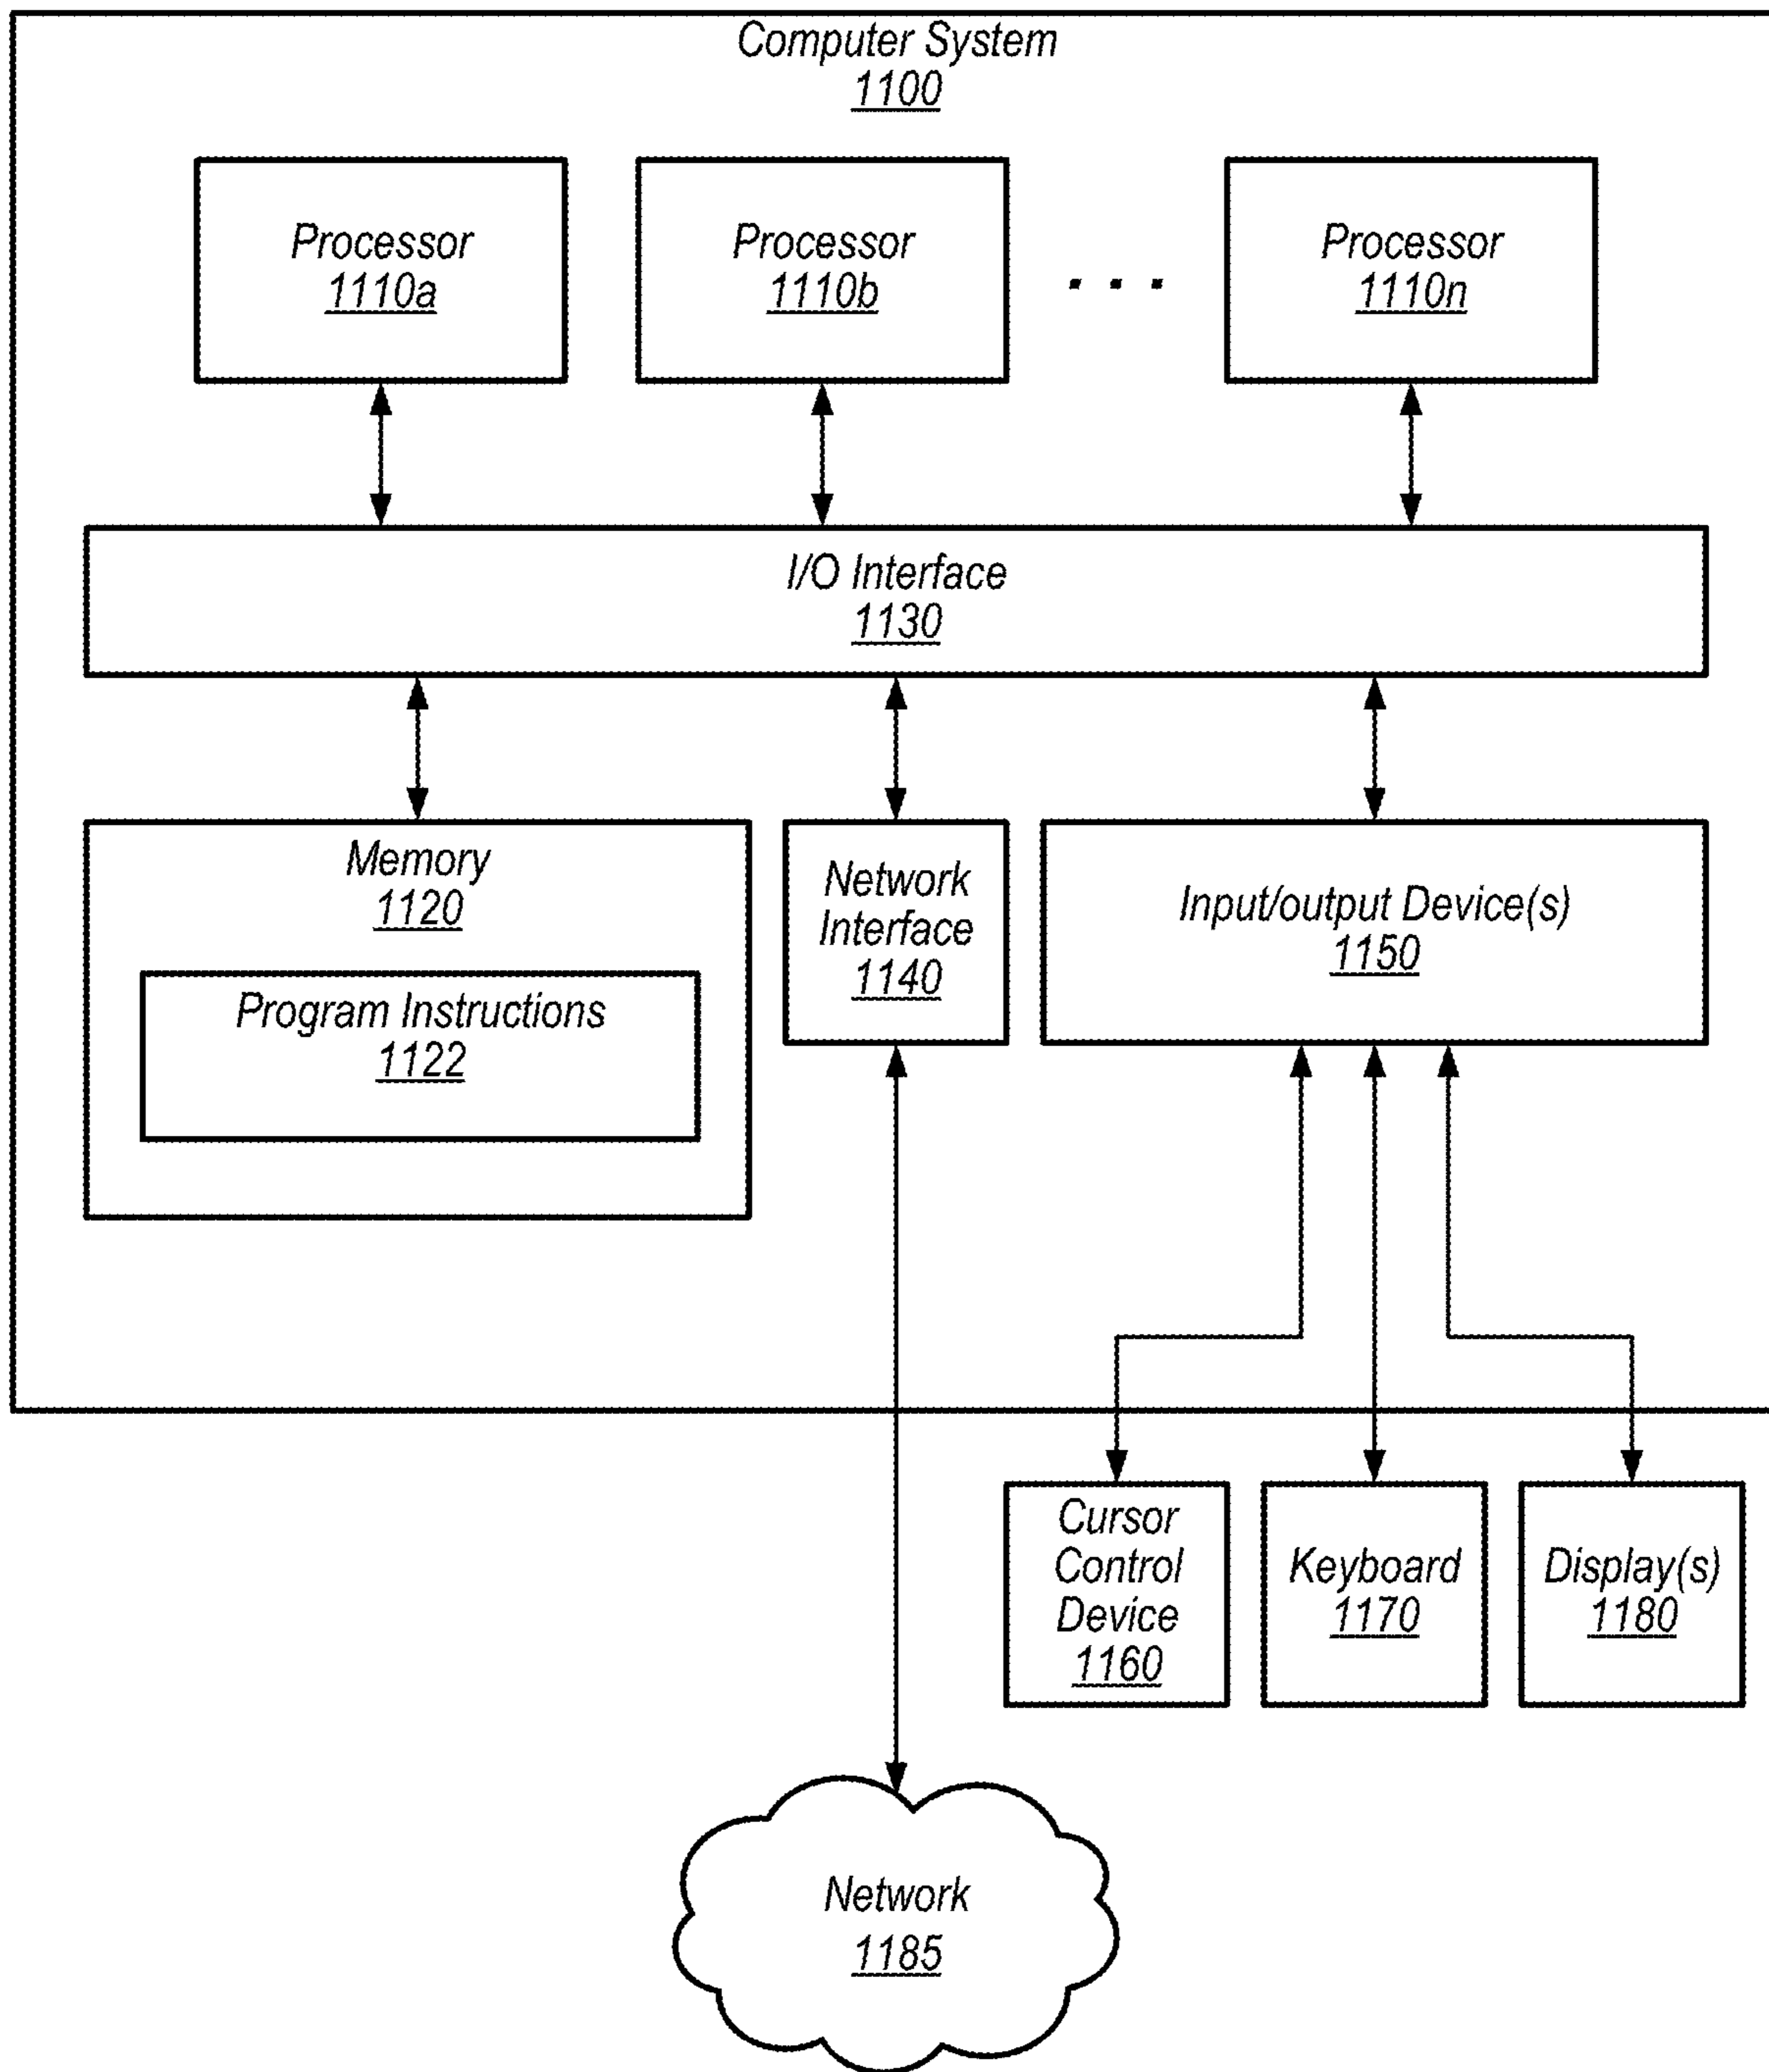 Computer System
1100
Processor
1110a
Processor
1110b
. . .
Processor
1110n
I/O Interface
1130
Memory
1120
Program Instructions
1122
Network
Interface
1140
Input/output Device(s)
1150
Cursor
Control
Device
1160
Keyboard
1170
Display(s)
1180
Network
1185